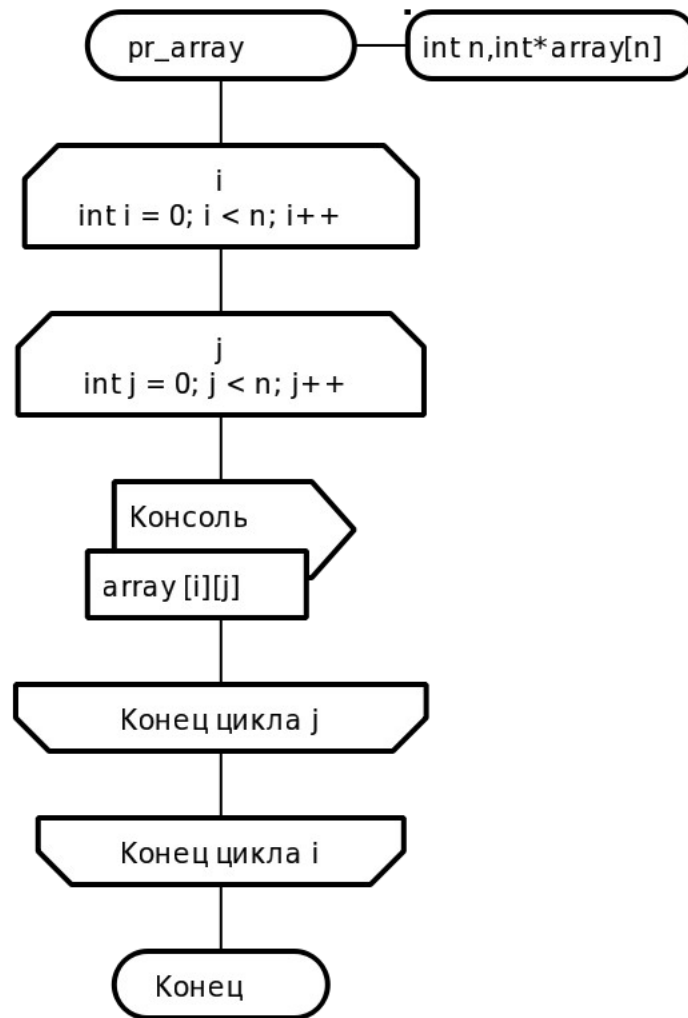 pr_array
int n,int*array[n]
i
int i = 0; i < n; i++
j
int j = 0; j < n; j++
Консоль
array [i][j]
Конец цикла j
Конец цикла i
Конец